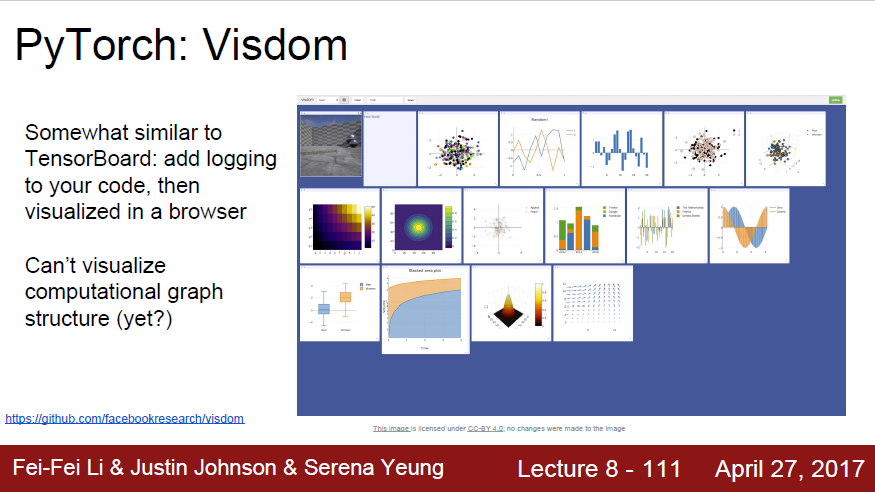 PyTorch: Visdom
Somewhat similar to
TensorBoard: add logging
to your code, then
visualized in a browser
Can't visualize
computational graph
structure (yet?)
Random!
Stacked area plot
https://github.com/facebookresearch/visdom
This image is licensed under CC-BY 4.0; no changes were made to the image
Fei-Fei Li & Justin Johnson & Serena Yeung
Lecture 8 - 111
April 27, 2017